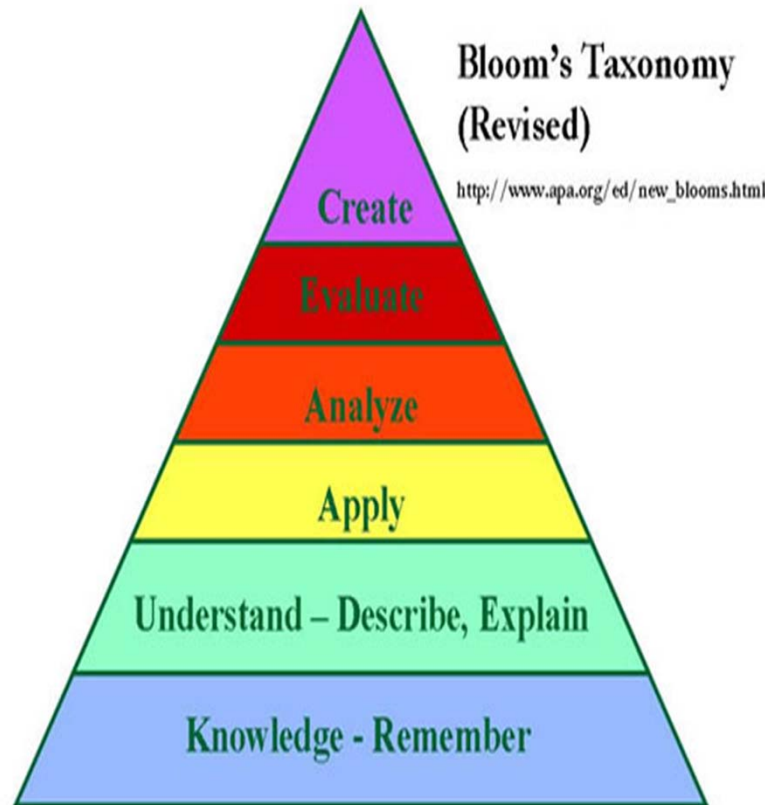 Bloom's Taxonomy
(Revised)
http://www.apa.org/ed/new_blooms.html
Create
Evaluate
Analyze
Apply
Understand – Describe, Explain
Knowledge - Remember